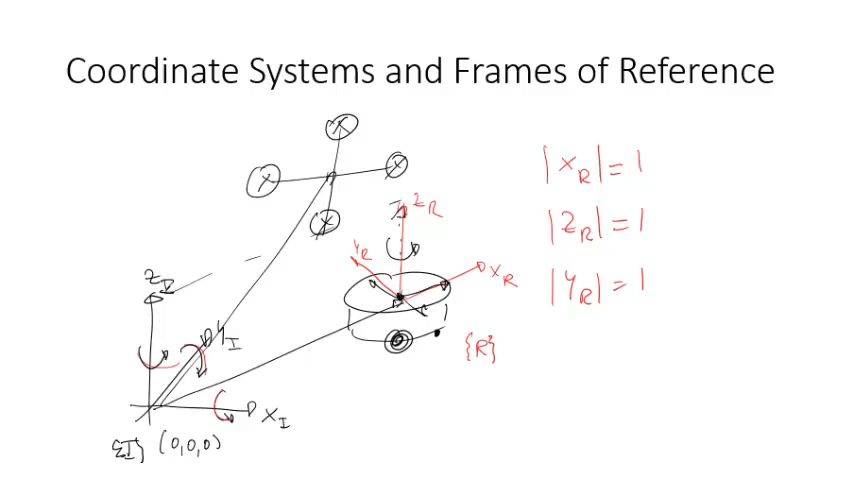 Coordinate Systems and Frames of Reference
|X_R| = 1
Z_R
|Z_R| = 1
Y_R
X_R
|Y_R| = 1
Z_I
Y_I
{R}
X_I
{I} (0,0,0)